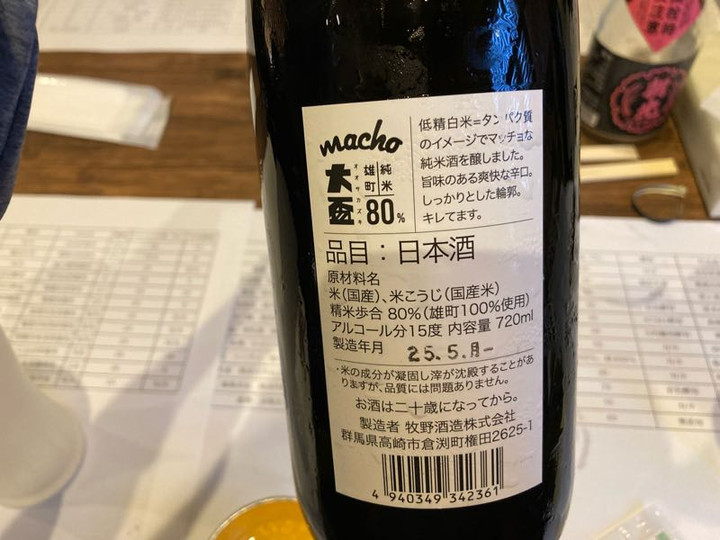 macho
大盃
オオサカズキ
純米
雄町
80%
低精白米=タンパク質
のイメージでマッチョな
純米酒を醸しました。
旨味のある爽快な辛口。
しっかりとした輪郭。
キレてます。
品目:日本酒
原材料名
米(国産)、米こうじ(国産米)
精米歩合 80%(雄町100%使用)
アルコール分15度 内容量 720ml
製造年月 25.5.月-
・米の成分が凝固し滓が沈殿することがあ
りますが、品質には問題ありません。
お酒は二十歳になってから。
製造者 牧野酒造株式会社
群馬県高崎市倉渕町権田2625-1
4 940349 342361